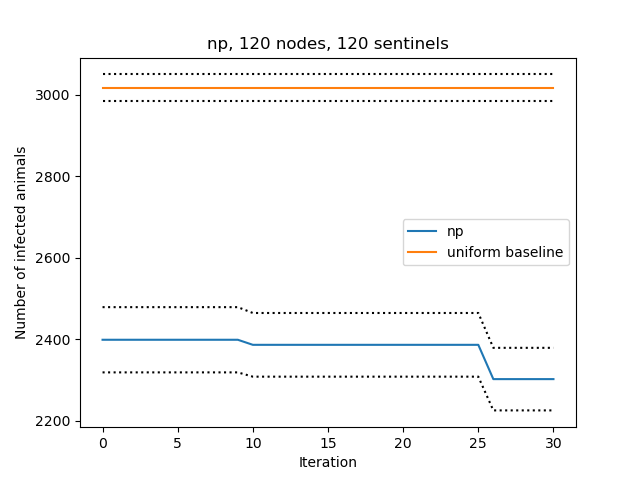 np, 120 nodes, 120 sentinels
3000
2800
2600
2400
2200
Number of infected animals
np
uniform baseline
0 5 10 15 20 25 30
Iteration